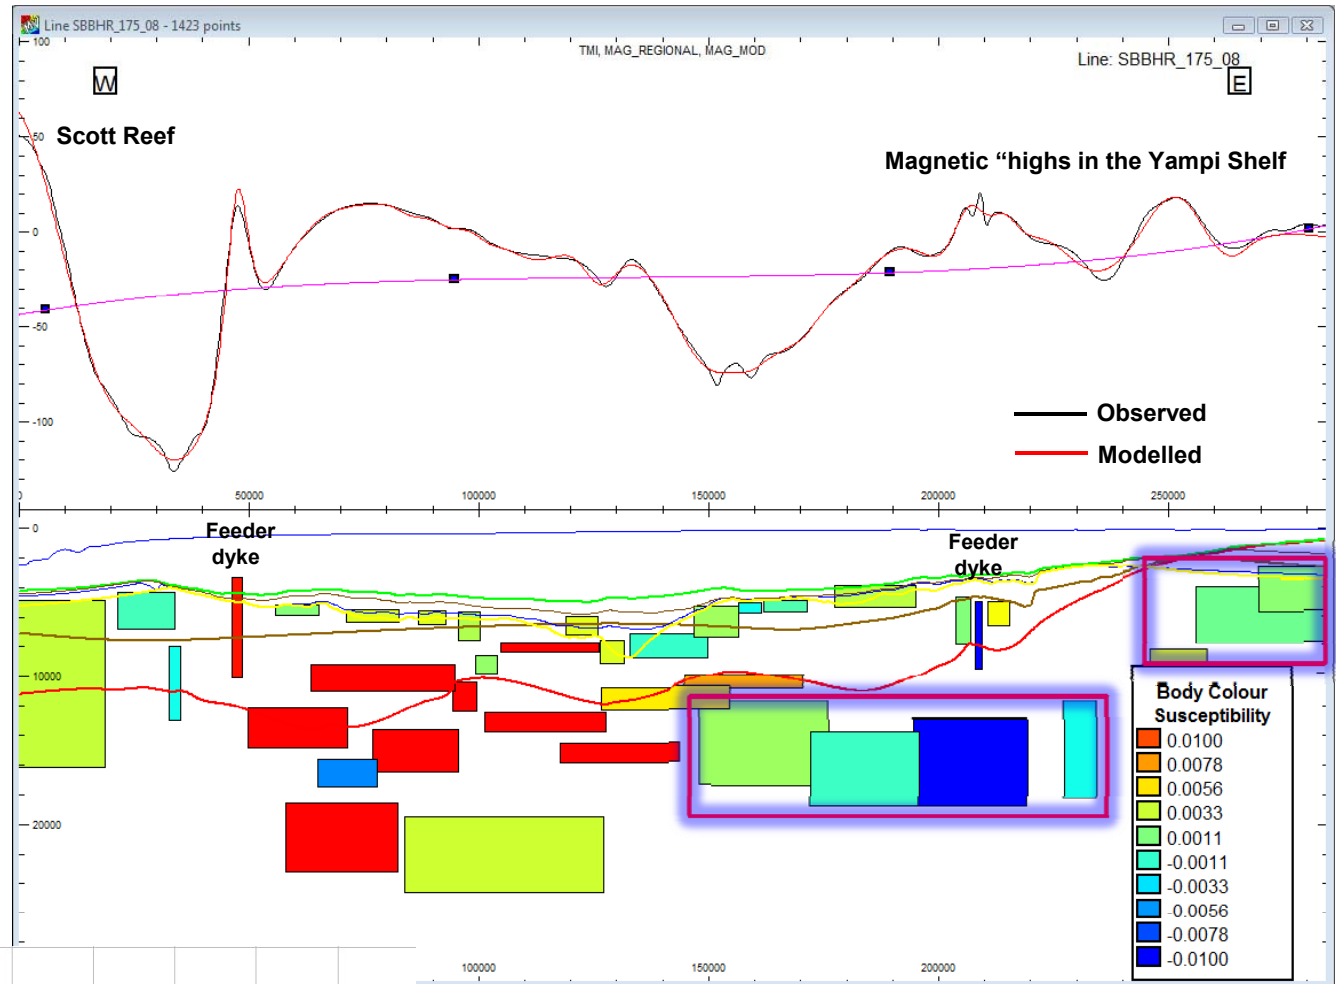 Line SBBHR_175_08 - 1423 points
100
TMI, MAG_REGIONAL, MAG_MOD
Line: SBBHR_175_08
W
E
50
Scott Reef
Magnetic “highs in the Yampi Shelf
0
-50
-100
Observed
Modelled
0
50000
100000
150000
200000
250000
0
Feeder
dyke
Feeder
dyke
10000
20000
Body Colour
Susceptibility
0.0100
0.0078
0.0056
0.0033
0.0011
-0.0011
-0.0033
-0.0056
-0.0078
-0.0100
100000
150000
200000